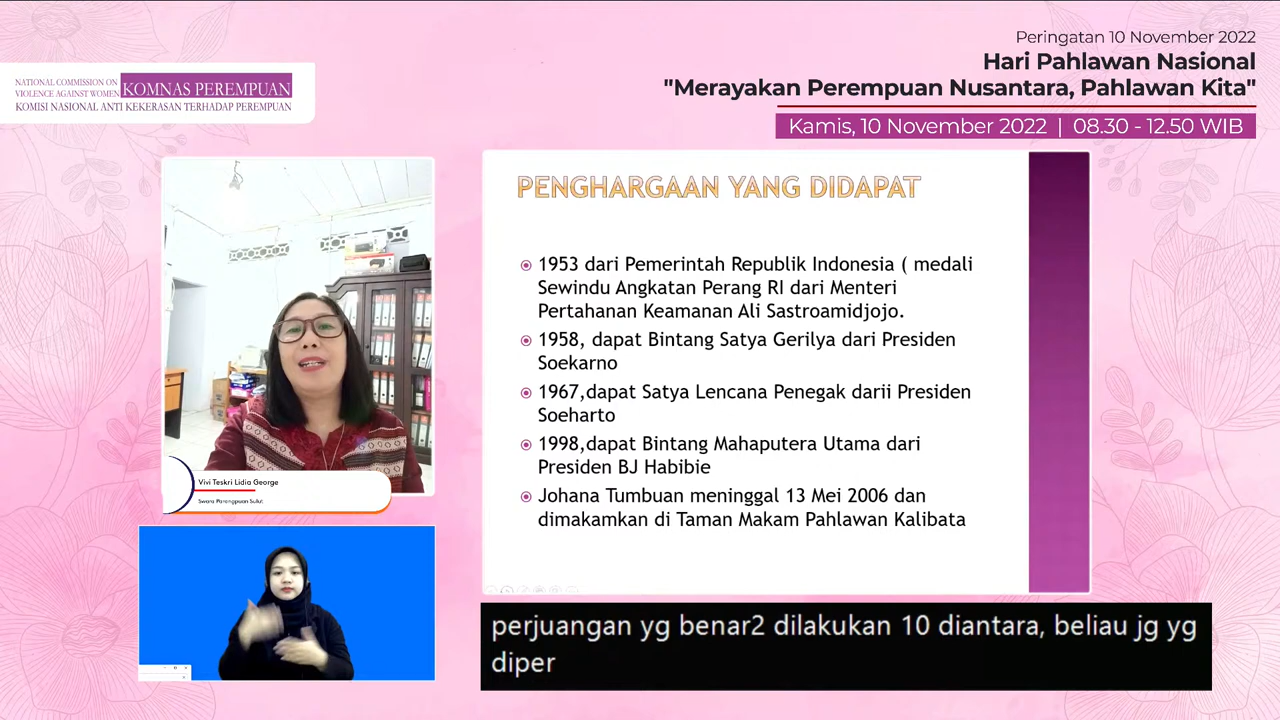 Peringatan 10 November 2022
Hari Pahlawan Nasional
"Merayakan Perempuan Nusantara, Pahlawan Kita"
Kamis, 10 November 2022 | 08.30 - 12.50 WIB
NATIONAL COMMISSION ON
VIOLENCE AGAINST WOMEN
KOMNAS PEREMPUAN
KOMISI NASIONAL ANTI KEKERASAN TERHADAP PEREMPUAN
PENGHARGAAN YANG DIDAPAT
1953 dari Pemerintah Republik Indonesia ( medali
Sewindu Angkatan Perang RI dari Menteri
Pertahanan Keamanan Ali Sastroamidjojo.
1958, dapat Bintang Satya Gerilya dari Presiden
Soekarno
1967,dapat Satya Lencana Penegak darii Presiden
Soeharto
1998,dapat Bintang Mahaputera Utama dari
Presiden BJ Habibie
Johana Tumbuan meninggal 13 Mei 2006 dan
dimakamkan di Taman Makam Pahlawan Kalibata
Vivi Teskri Lidia George
Swara Parangpuan Sulut
perjuangan yg benar2 dilakukan 10 diantara, beliau jg yg
diper